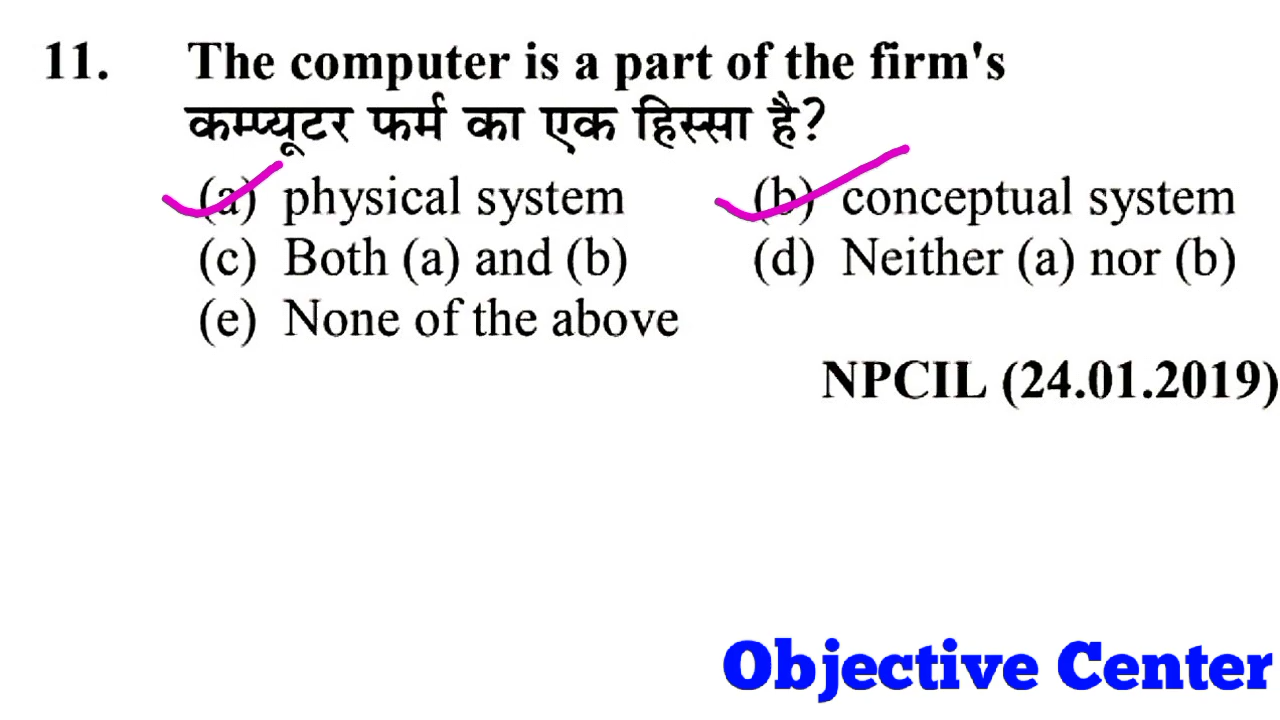 11. The computer is a part of the firm's
कम्प्यूटर फर्म का एक हिस्सा है?
(a) physical system (b) conceptual system
(c) Both (a) and (b) (d) Neither (a) nor (b)
(e) None of the above
NPCIL (24.01.2019)
Objective Center